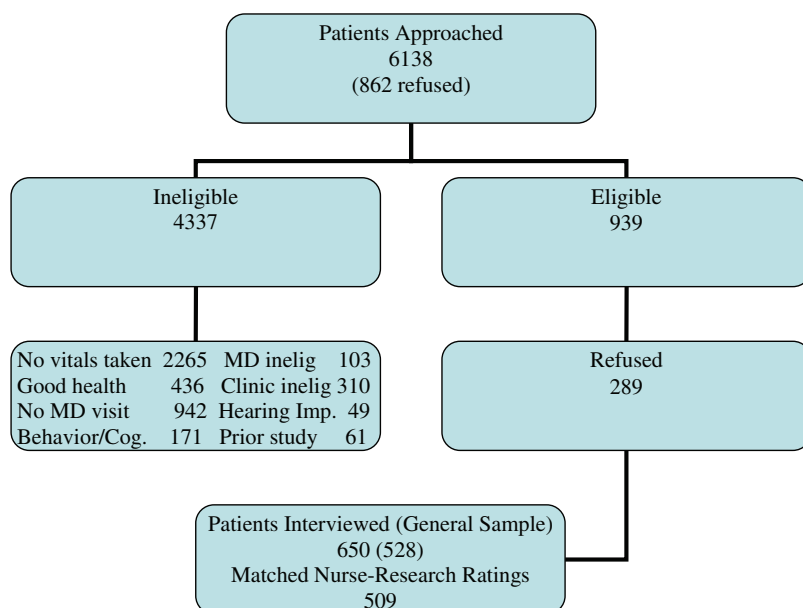 Patients Approached
6138
(862 refused)
Ineligible
4337
Eligible
939
No vitals taken 2265 MD inelig 103
Good health 436 Clinic inelig 310
No MD visit 942 Hearing Imp. 49
Behavior/Cog. 171 Prior study 61
Refused
289
Patients Interviewed (General Sample)
650 (528)
Matched Nurse-Research Ratings
509